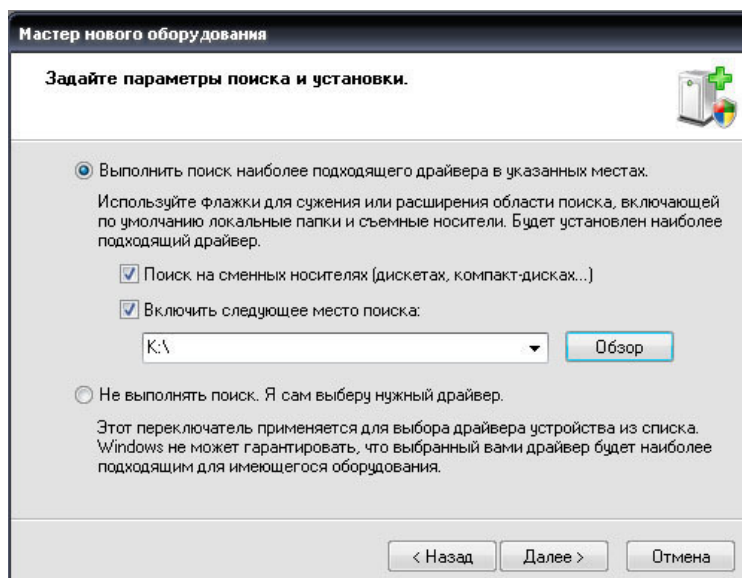 Мастер нового оборудования
Задайте параметры поиска и установки.
Выполнить поиск наиболее подходящего драйвера в указанных местах.
Используйте флажки для сужения или расширения области поиска, включающей
по умолчанию локальные папки и съемные носители. Будет установлен наиболее
подходящий драйвер.
Поиск на сменных носителях (дискетах, компакт-дисках...)
Включить следующее место поиска:
K:\
Обзор
Не выполнять поиск. Я сам выберу нужный драйвер.
Этот переключатель применяется для выбора драйвера устройства из списка.
Windows не может гарантировать, что выбранный вами драйвер будет наиболее
подходящим для имеющегося оборудования.
< Назад
Далее >
Отмена